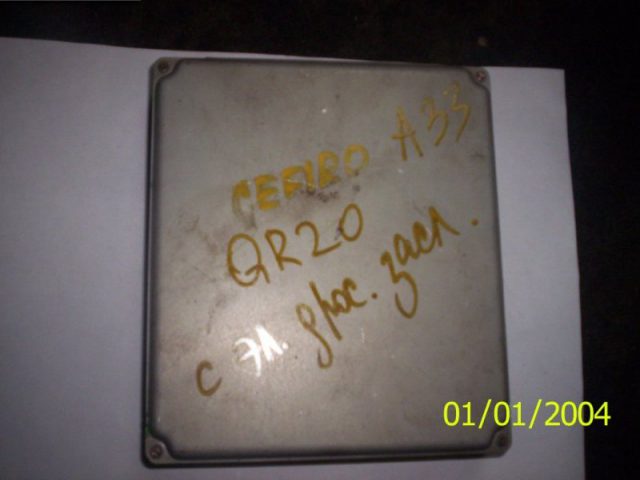 CEFIRO A33
QR20
с эл. дрос. засл.
01/01/2004